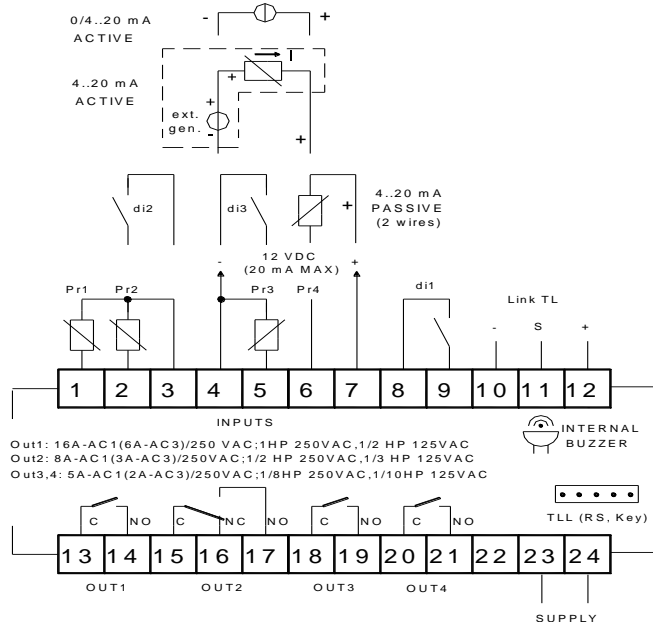 0/4..20 mA
ACTIVE
- +
4..20 mA
ACTIVE
I
+
ext.
gen.
+
-
+
di2
di3
+
4..20 mA
PASSIVE
(2 wires)
- 12 VDC +
(20 mA MAX)
Pr1 Pr2 Pr3 Pr4
di1
Link TL
- S +
1 2 3 4 5 6 7 8 9 10 11 12
INPUTS
INTERNAL
BUZZER
Out1: 16A-AC1(6A-AC3)/250 VAC;1HP 250VAC,1/2 HP 125VAC
Out2: 8A-AC1(3A-AC3)/250VAC;1/2 HP 250VAC,1/3 HP 125VAC
Out3,4: 5A-AC1(2A-AC3)/250VAC;1/8HP 250VAC,1/10HP 125VAC
TLL (RS, Key)
C NO C NC NO C NO C NO
13 14 15 16 17 18 19 20 21 22 23 24
OUT1 OUT2 OUT3 OUT4
SUPPLY